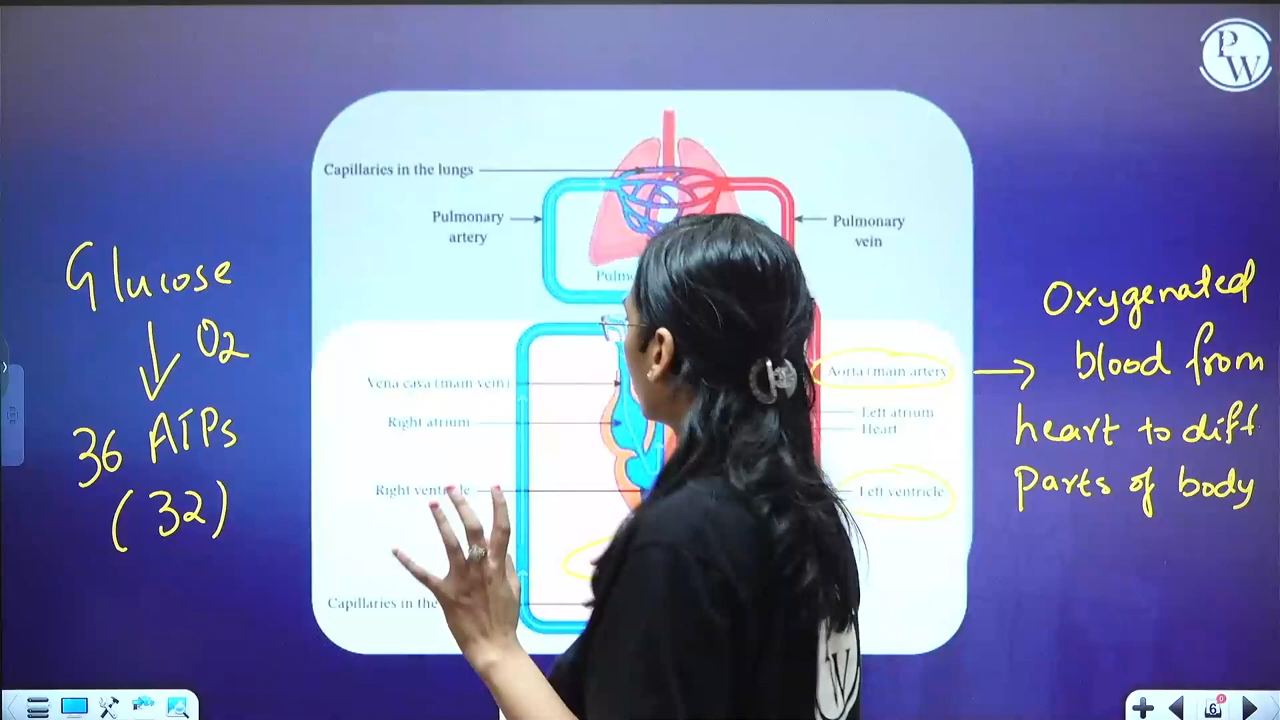 PW
Capillaries in the lungs
Pulmonary
artery
Pulmonary
vein
Glucose
O2
36 ATPs
(32)
Vena cava (main vein)
Right atrium
Right ventricle
Capillaries in the
Aorta (main artery
Left atrium
Heart
Left ventricle
Oxygenated
blood from
heart to diff
parts of body
6